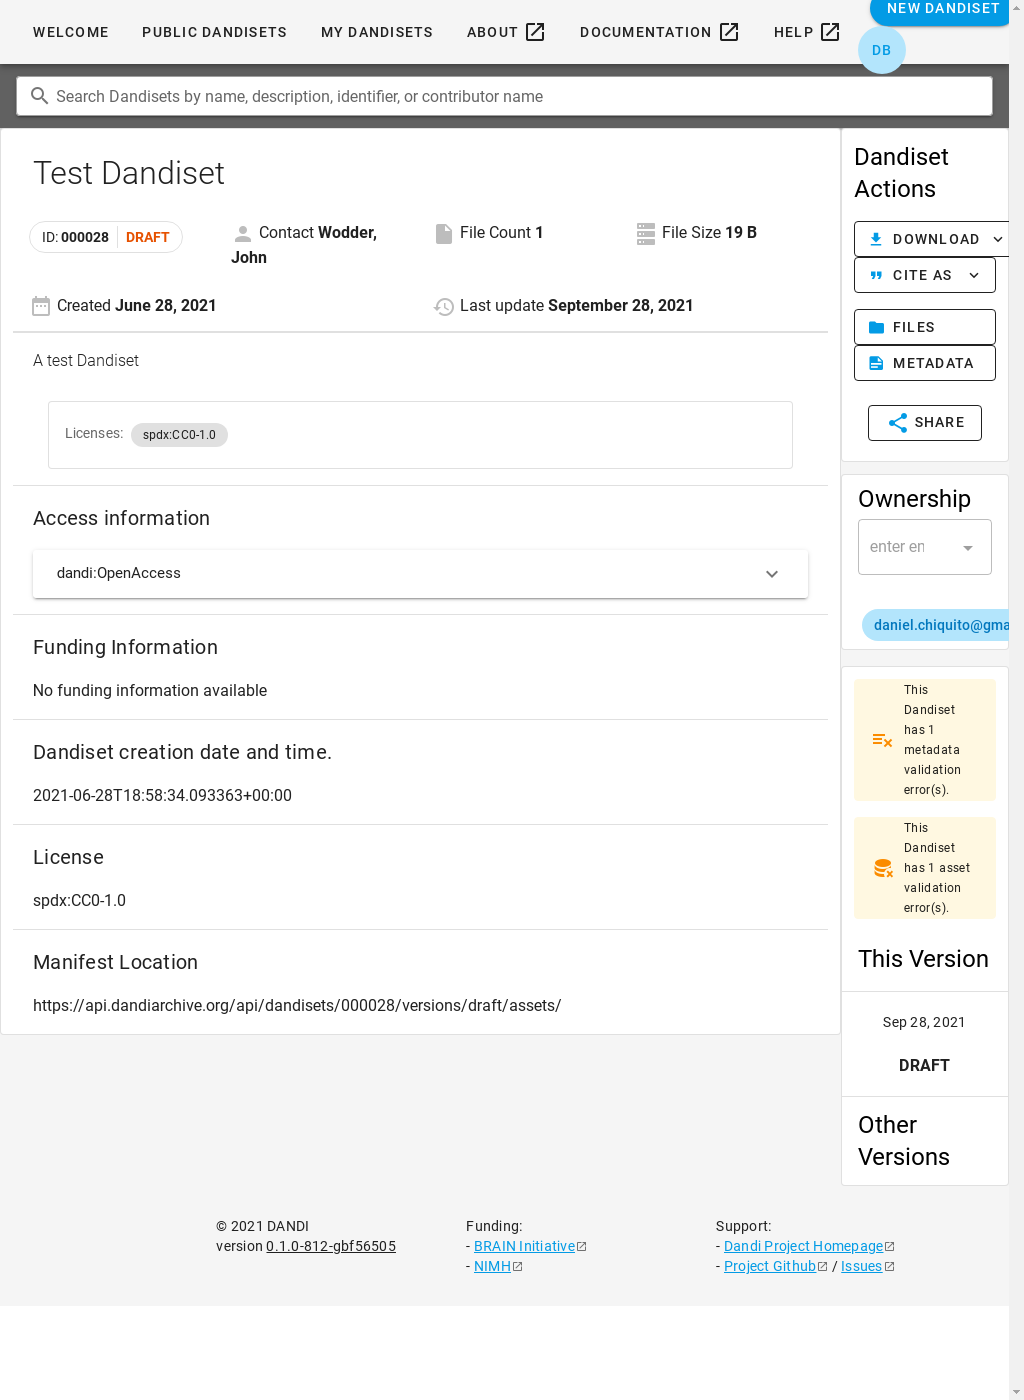 WELCOME PUBLIC DANDISETS MY DANDISETS ABOUT DOCUMENTATION HELP NEW DANDISET
DB
Search Dandisets by name, description, identifier, or contributor name
Test Dandiset
ID: 000028 DRAFT
Contact Wodder,
John
File Count 1
File Size 19 B
Created June 28, 2021
Last update September 28, 2021
A test Dandiset
Licenses: spdx:CC0-1.0
Access information
dandi:OpenAccess
Funding Information
No funding information available
Dandiset creation date and time.
2021-06-28T18:58:34.093363+00:00
License
spdx:CC0-1.0
Manifest Location
https://api.dandiarchive.org/api/dandisets/000028/versions/draft/assets/
Dandiset
Actions
DOWNLOAD
CITE AS
FILES
METADATA
SHARE
Ownership
enter
daniel.chiquito@gma
This
Dandiset
has 1
metadata
validation
error(s).
This
Dandiset
has 1 asset
validation
error(s).
This Version
Sep 28, 2021
DRAFT
Other
Versions
© 2021 DANDI
version 0.1.0-812-gbf56505
Funding:
- BRAIN Initiative
- NIMH
Support:
- Dandi Project Homepage
- Project Github / Issues